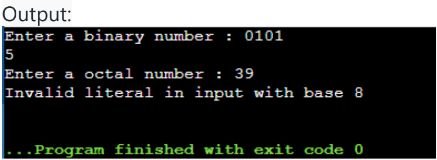 Output:
Enter a binary number : 0101
5
Enter a octal number : 39
Invalid literal in input with base 8
...Program finished with exit code 0